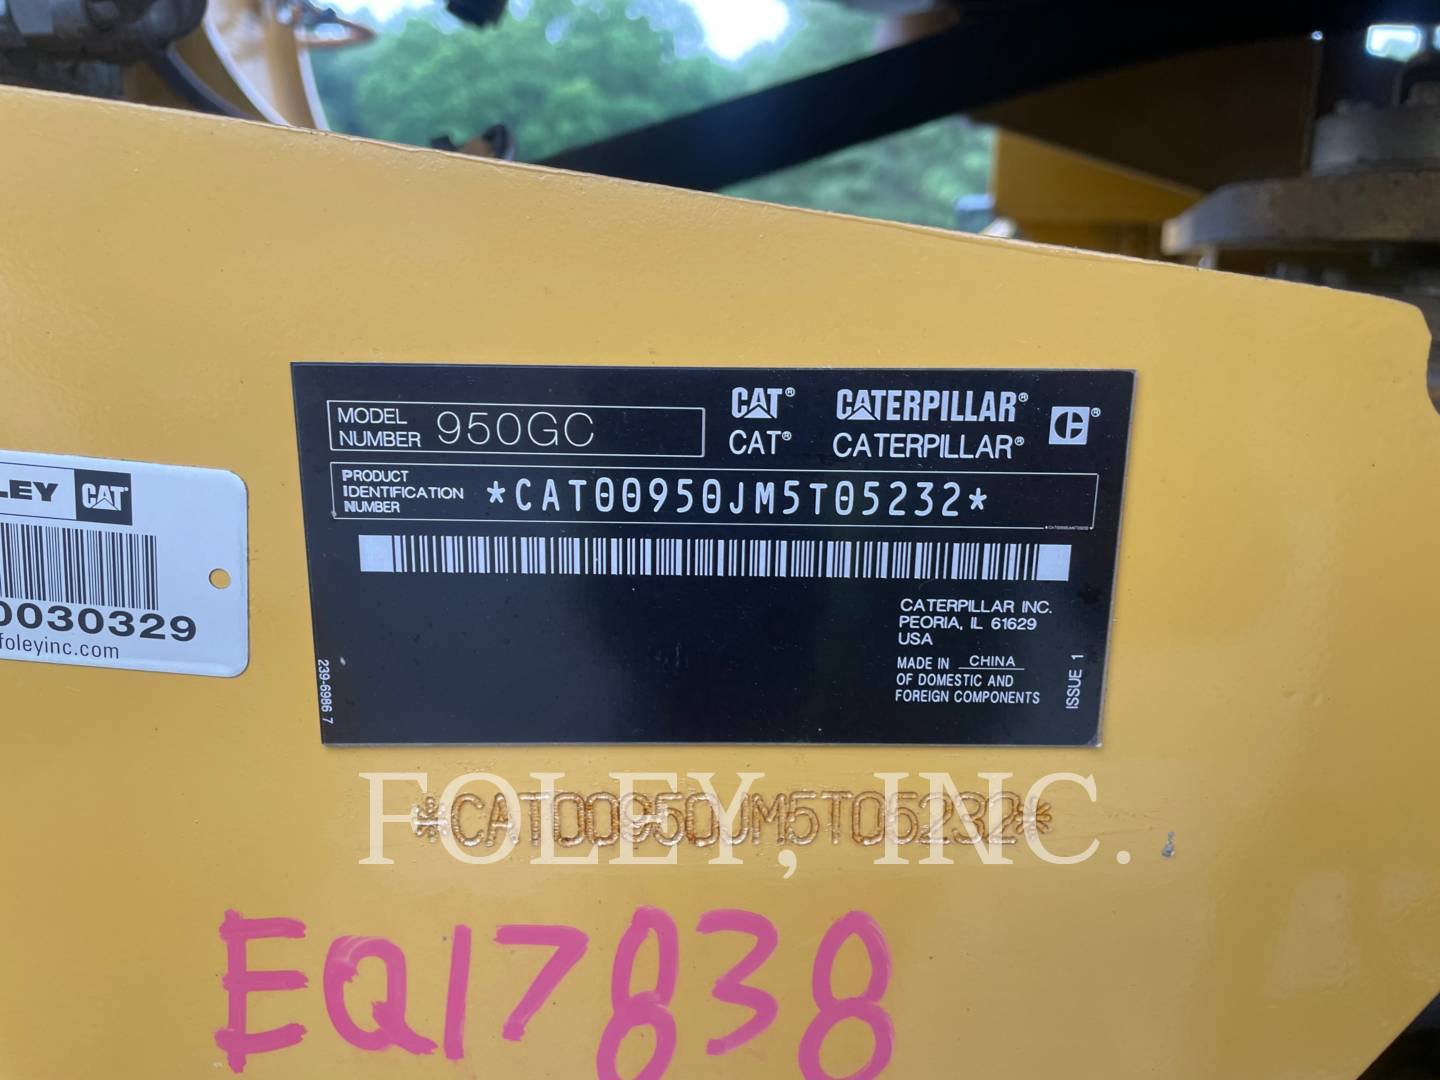 CAT® CATERPILLAR®
CAT® CATERPILLAR®
MODEL NUMBER 950GC
PRODUCT IDENTIFICATION NUMBER *CAT00950JM5T05232*
CATERPILLAR INC.
PEORIA, IL 61629
USA
MADE IN CHINA
OF DOMESTIC AND
FOREIGN COMPONENTS
ISSUE 1
239-6986 7
LEY CAT
0030329
foleyinc.com
*CAT00950JM5T05232*
FOLEY, INC.
EQ17838